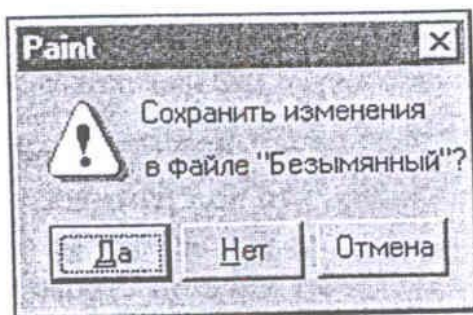 Paint
Сохранить изменения
в файле "Безымянный"?
Да
Нет
Отмена